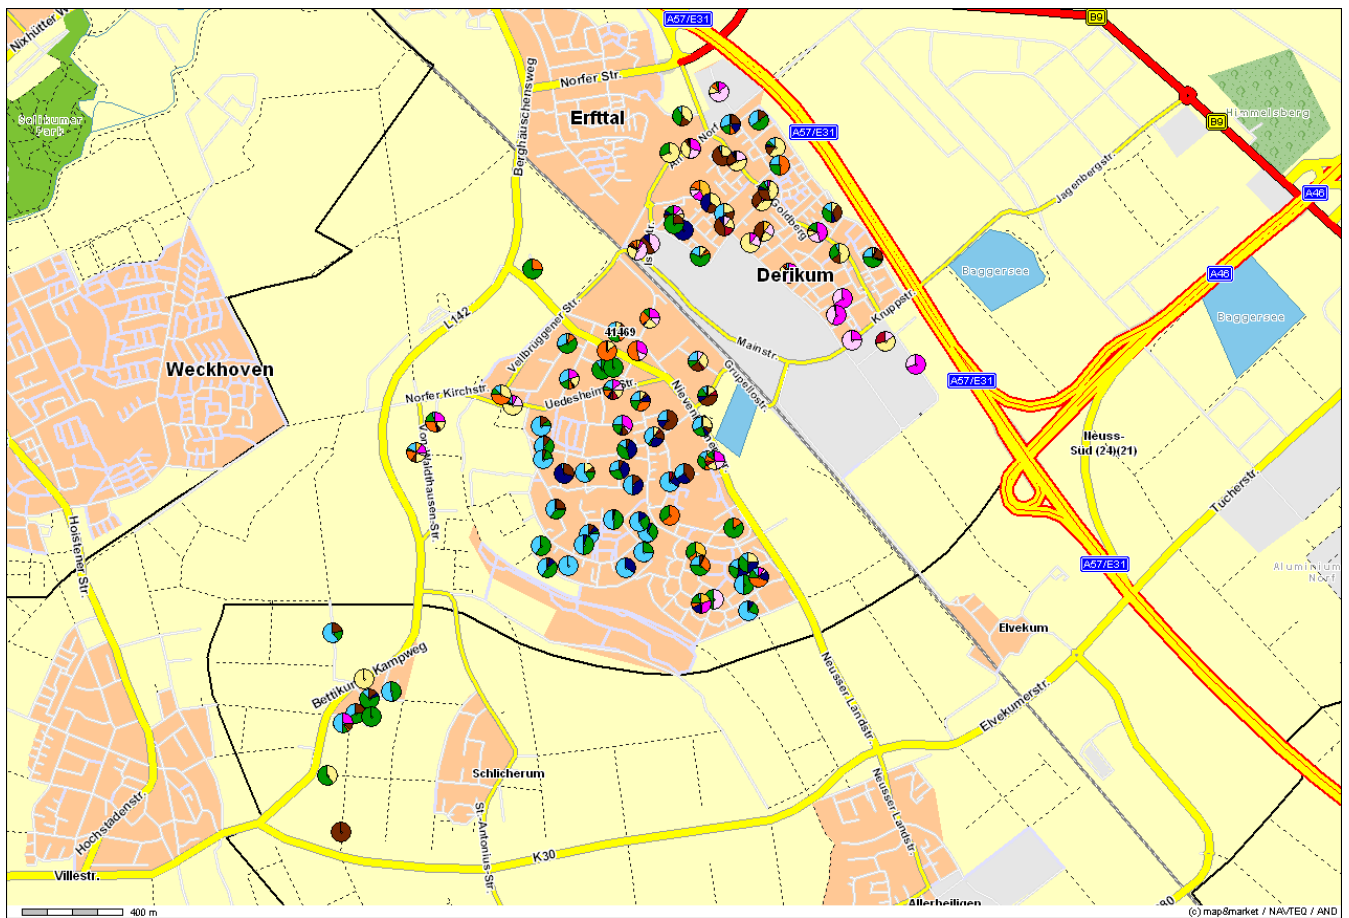 Nixhütter W
A57/E31
B9
Norfer Str.
Berghäuschensweg
Erfttal
Selikumer
Park
A57/E31
B9
Himmelsberg
Jagenbergstr.
A46
Goldberg
Derikum
Baggersee
A46
Baggersee
Kruppstr.
L142
Vellbrüggener Str.
41469
Mainstr.
Grupellostr.
Weckhoven
A57/E31
Norfer Kirchstr.
Uedesheimer Str.
Neuss-
Süd (24)(21)
Tucherstr.
Hoistener Str.
A57/E31
Aluminium
Norf
Elvekum
Kampweg
Neusser Landstr.
Elvekumerstr.
Schlicherum
Neusser Landstr.
Hochstadenstr.
St.-Antonius-Str.
K30
Villestr.
Allerheiligen
400 m
(c) map&market / NAVTEQ / AND